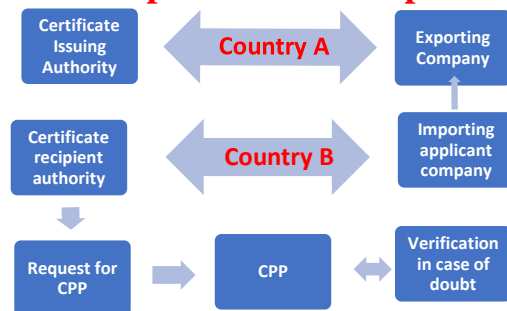 Certificate
Issuing
Authority
Country A
Exporting
Company
Certificate
recipient
authority
Country B
Importing
applicant
company
Request for
CPP
CPP
Verification
in case of
doubt